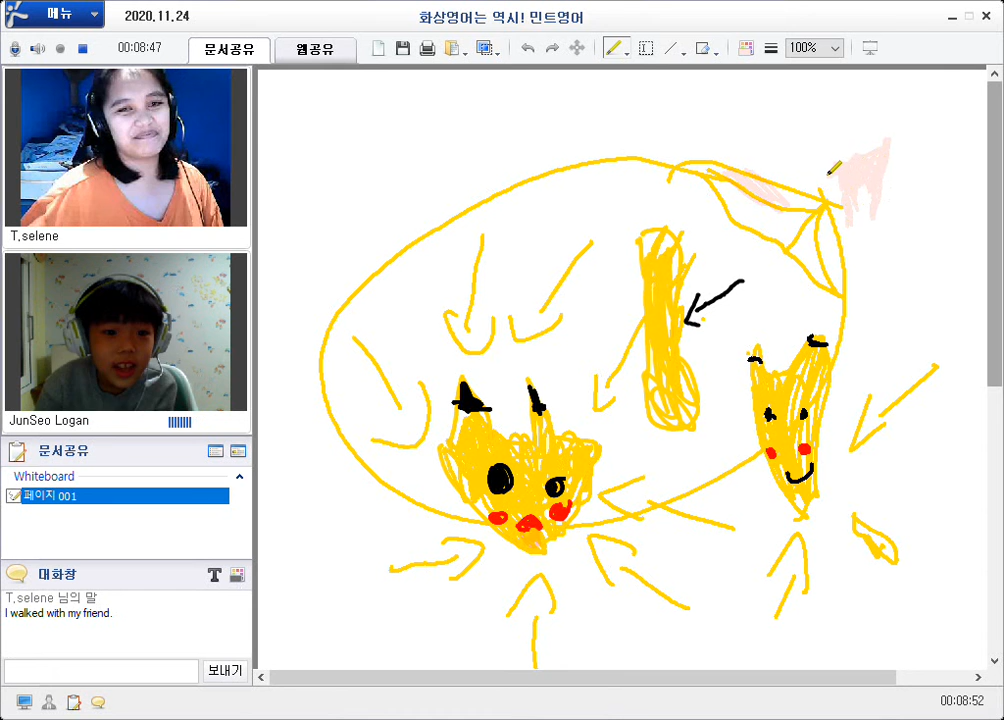 메뉴
2020.11.24
화상영어는 역시! 민트영어
00:08:47
문서공유
웹공유
100%
T.selene
JunSeo Logan
문서공유
Whiteboard
페이지 001
대화창
T.selene 님의 말
I walked with my friend.
보내기
00:08:52